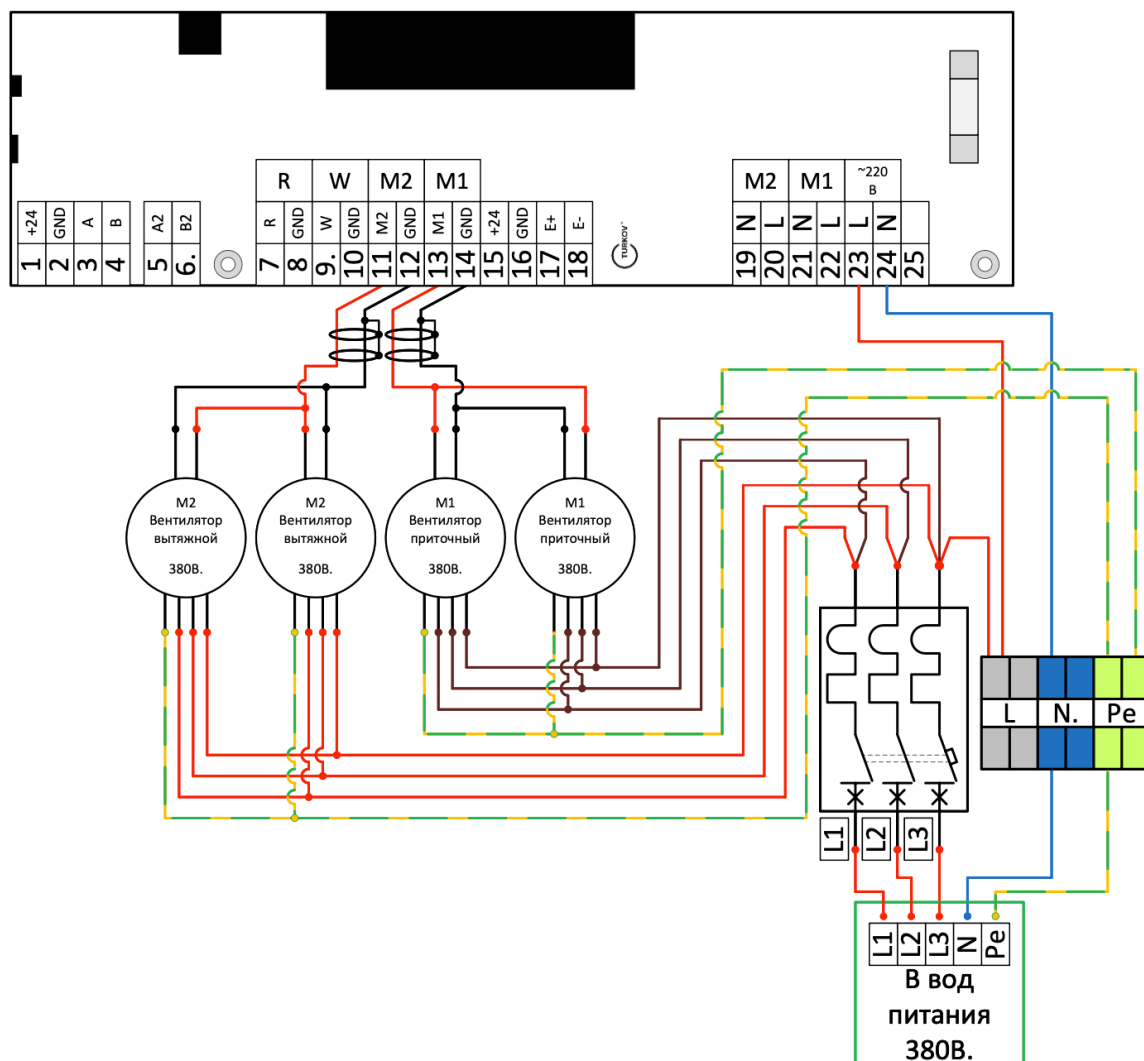 R W M2 M1
M2 M1 ~220 В
+24 GND A B A2 B2 R GND W GND M2 GND M1 GND +24 GND E+ E-
N L N L L N
1 2 3 4 5 6. 7 8 9. 10 11 12 13 14 15 16 17 18
TURKOV
19 20 21 22 23 24 25
M2
Вентилятор
вытяжной
380В.
M2
Вентилятор
вытяжной
380В.
M1
Вентилятор
приточный
380В.
M1
Вентилятор
приточный
380В.
L N. Pe
L1 L2 L3
L1 L2 L3 N Pe
В вод
питания
380В.